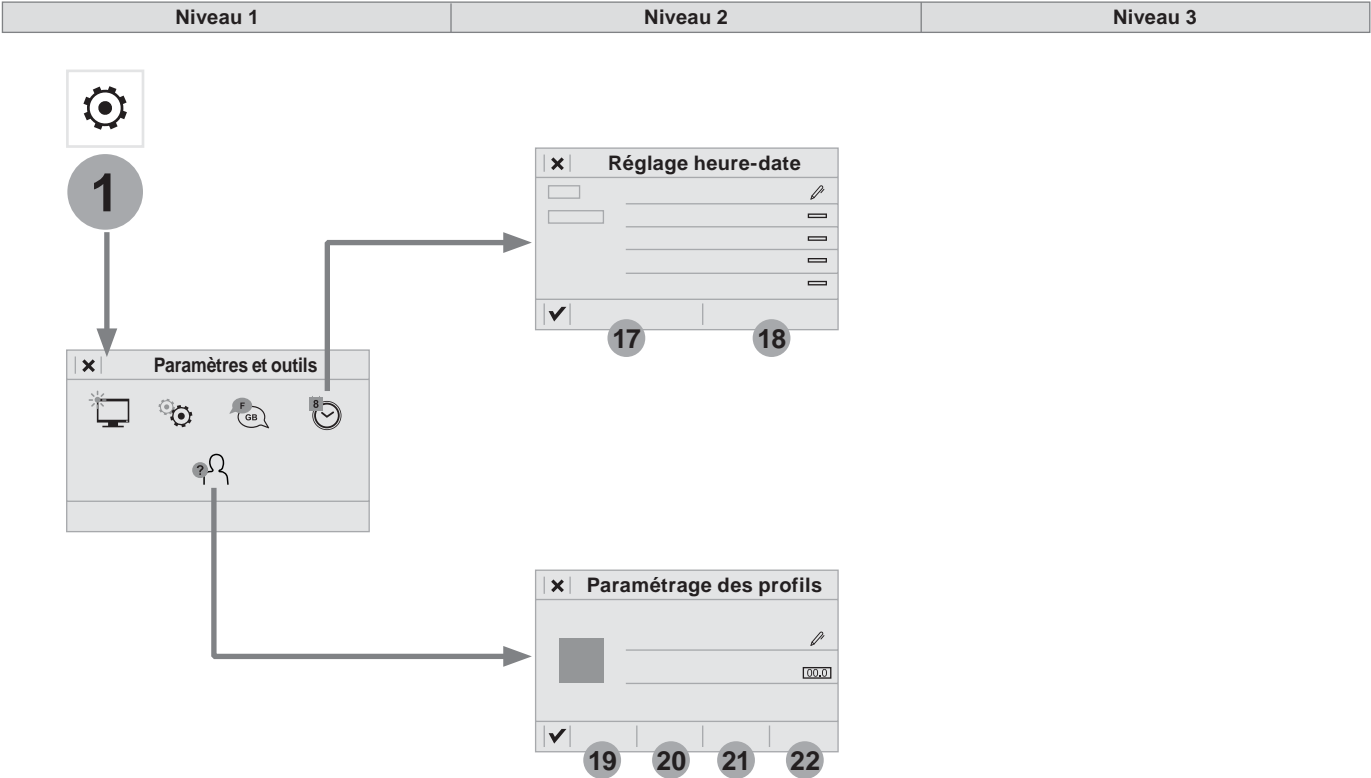 Niveau 1 Niveau 2 Niveau 3
1
Réglage heure-date
17 18
Paramètres et outils
F
GB
8
?
Paramétrage des profils
00.0
19 20 21 22